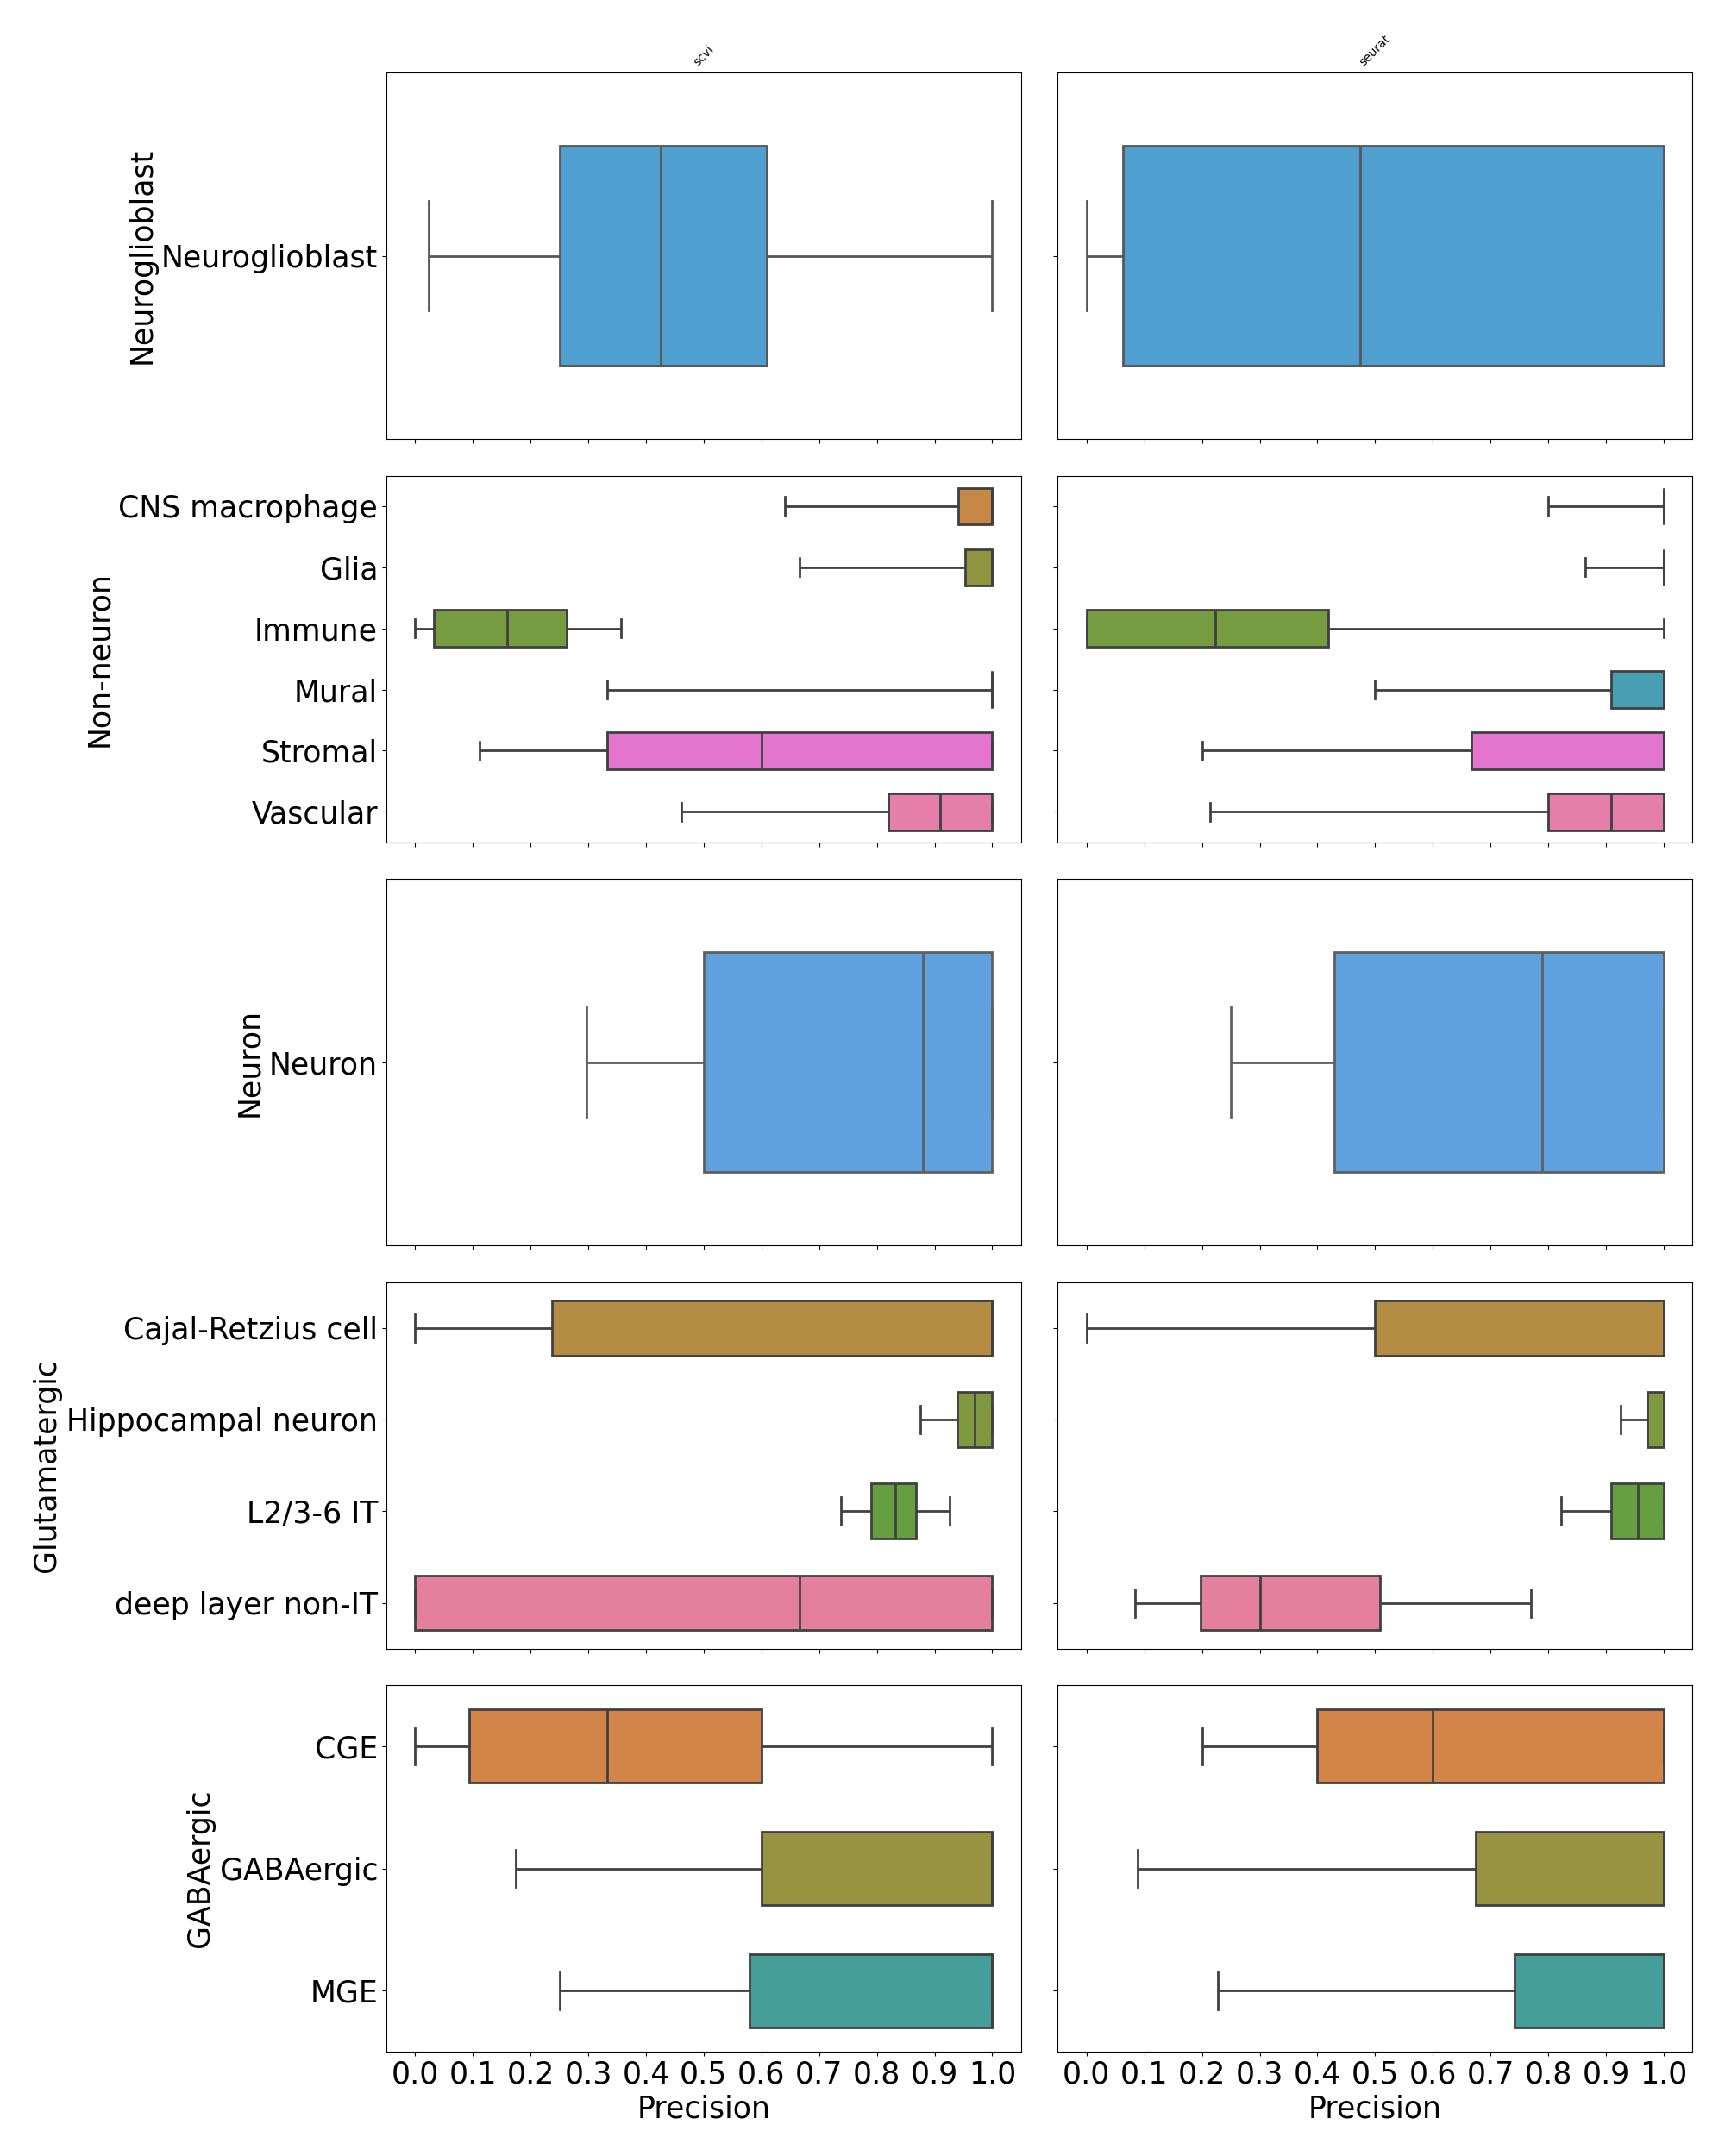 scvi
seurat
Neuroglioblast
Neuroglioblast
Non-neuron
CNS macrophage
Glia
Immune
Mural
Stromal
Vascular
Neuron
Neuron
Glutamatergic
Cajal-Retzius cell
Hippocampal neuron
L2/3-6 IT
deep layer non-IT
GABAergic
CGE
GABAergic
MGE
0.0 0.1 0.2 0.3 0.4 0.5 0.6 0.7 0.8 0.9 1.0
Precision
0.0 0.1 0.2 0.3 0.4 0.5 0.6 0.7 0.8 0.9 1.0
Precision